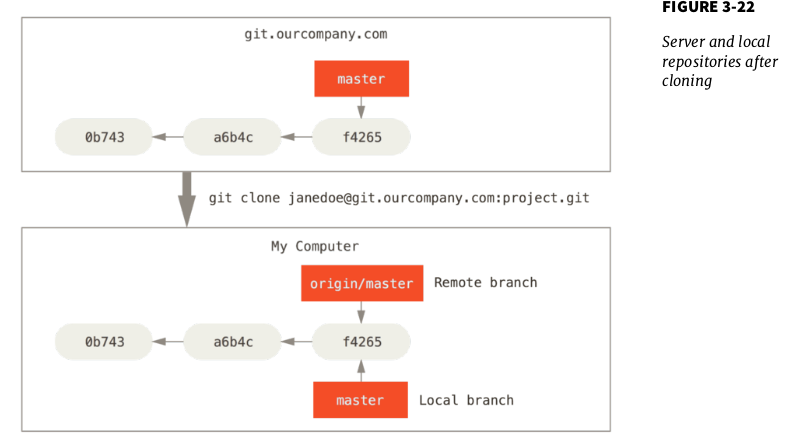 FIGURE 3-22
Server and local
repositories after
cloning
git.ourcompany.com
master
0b743 a6b4c f4265
git clone janedoe@git.ourcompany.com:project.git
My Computer
origin/master Remote branch
0b743 a6b4c f4265
master Local branch